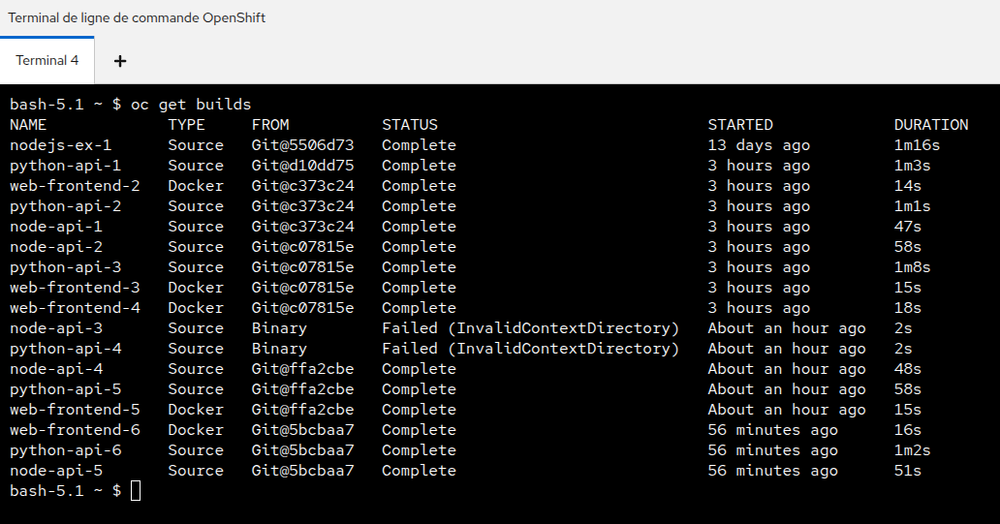 Terminal de ligne de commande OpenShift
Terminal 4 +
bash-5.1 ~ $ oc get builds
NAME TYPE FROM STATUS STARTED DURATION
nodejs-ex-1 Source Git@5506d73 Complete 13 days ago 1m16s
python-api-1 Source Git@d10dd75 Complete 3 hours ago 1m3s
web-frontend-2 Docker Git@c373c24 Complete 3 hours ago 14s
python-api-2 Source Git@c373c24 Complete 3 hours ago 1m1s
node-api-1 Source Git@c373c24 Complete 3 hours ago 47s
node-api-2 Source Git@c07815e Complete 3 hours ago 58s
python-api-3 Source Git@c07815e Complete 3 hours ago 1m8s
web-frontend-3 Docker Git@c07815e Complete 3 hours ago 15s
web-frontend-4 Docker Git@c07815e Complete 3 hours ago 18s
node-api-3 Source Binary Failed (InvalidContextDirectory) About an hour ago 2s
python-api-4 Source Binary Failed (InvalidContextDirectory) About an hour ago 2s
node-api-4 Source Git@ffa2cbe Complete About an hour ago 48s
python-api-5 Source Git@ffa2cbe Complete About an hour ago 58s
web-frontend-5 Docker Git@ffa2cbe Complete About an hour ago 15s
web-frontend-6 Docker Git@5bcbaa7 Complete 56 minutes ago 16s
python-api-6 Source Git@5bcbaa7 Complete 56 minutes ago 1m2s
node-api-5 Source Git@5bcbaa7 Complete 56 minutes ago 51s
bash-5.1 ~ $